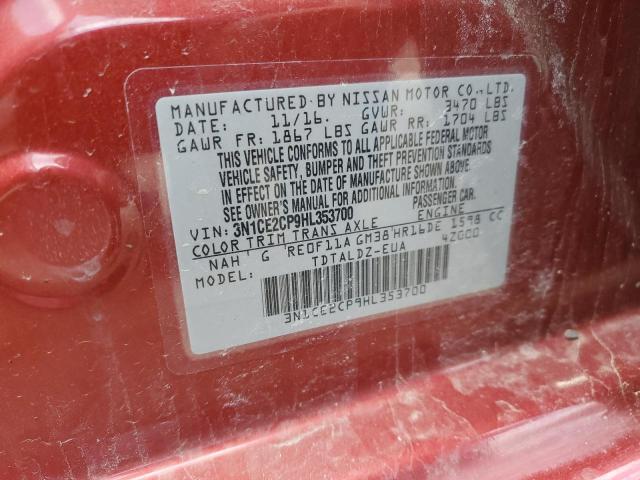 MANUFACTURED BY NISSAN MOTOR CO.,LTD.
DATE: 11/16. GVWR: 3470 LBS
GAWR FR: 1867 LBS GAWR RR: 1704 LBS
THIS VEHICLE CONFORMS TO ALL APPLICABLE FEDERAL MOTOR
VEHICLE SAFETY, BUMPER AND THEFT PREVENTION STANDARDS
IN EFFECT ON THE DATE OF MANUFACTURE SHOWN ABOVE.
SEE OWNER'S MANUAL FOR ADDITIONAL INFORMATION.
VIN: 3N1CE2CP9HL353700 PASSENGER CAR.
COLOR TRIM TRANS AXLE ENGINE
NAH' G 'RE0F11A GM38'HR16DE 1598 CC
MODEL: TDTALDZ-EUA 4Z000
3N1CE2CP9HL353700